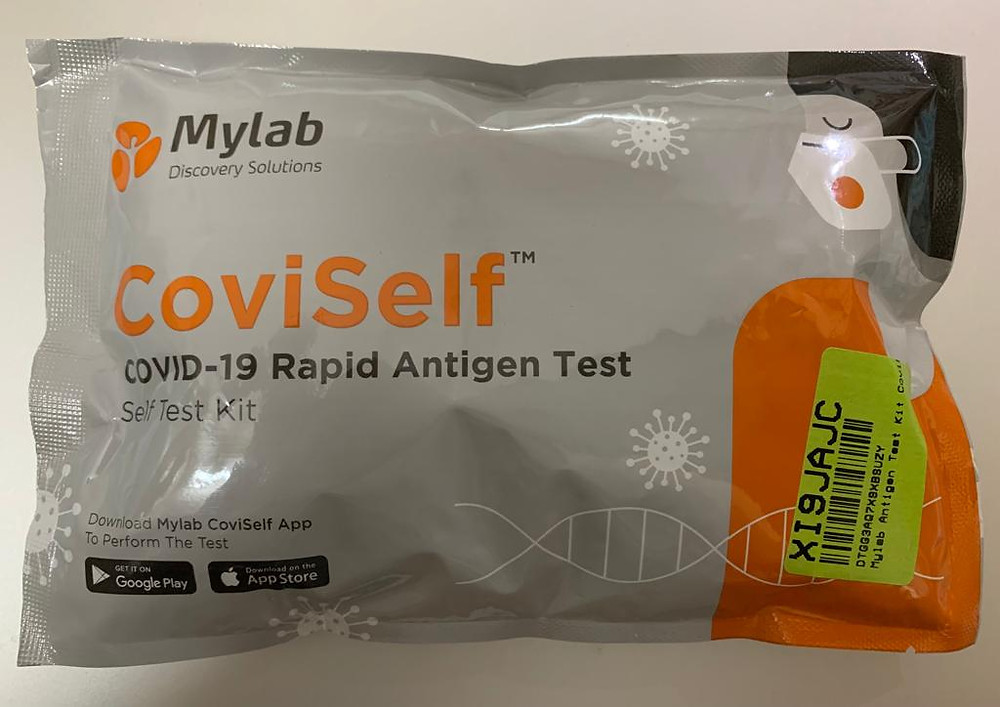 Mylab
Discovery Solutions
CoviSelf™
COVID-19 Rapid Antigen Test
Self Test Kit
Download Mylab CoviSelf App
To Perform The Test
GET IT ON
Google Play
Download on the
App Store
XI9JAJC
DTGG3AQ7X9XBSUZY
Mylab Antigen Test Kit